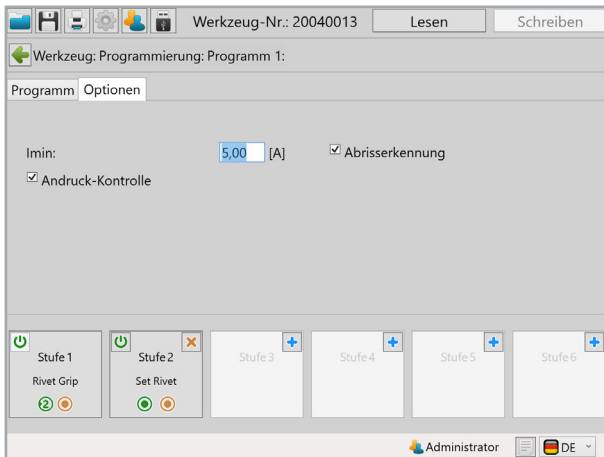 Werkzeug-Nr.: 20040013 Lesen Schreiben
Werkzeug: Programmierung: Programm 1:
Programm Optionen
Imin: 5,00 [A] Abrisserkennung
Andruck-Kontrolle
Stufe 1 Stufe 2 Stufe 3 Stufe 4 Stufe 5 Stufe 6
Rivet Grip Set Rivet
2
Administrator DE